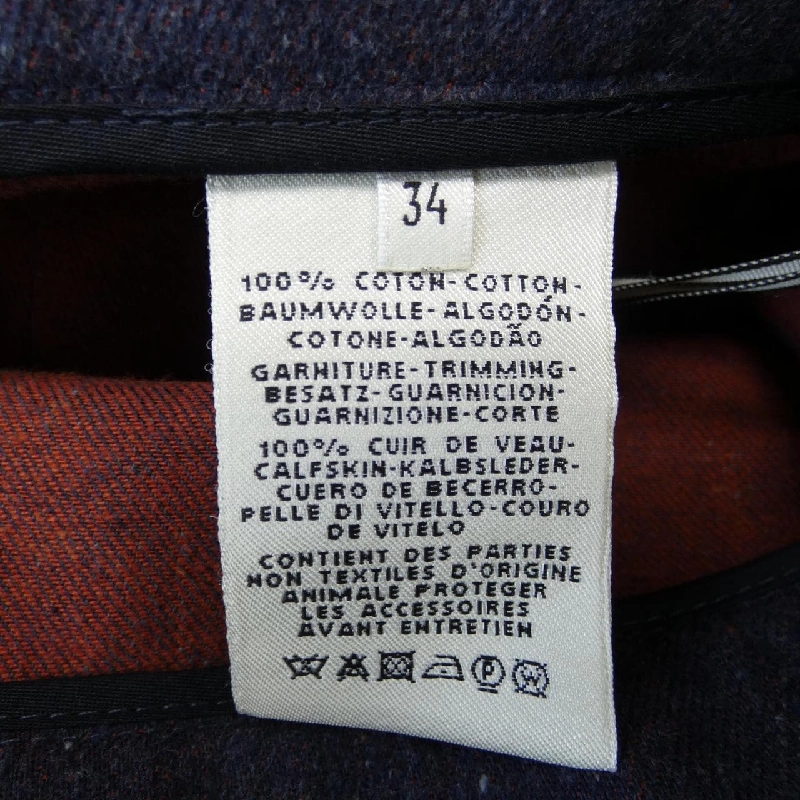 34
100% COTON-COTTON-
BAUMWOLLE-ALGODÓN-
COTONE-ALGODÃO
GARNITURE-TRIMMING-
BESATZ-GUARNICION-
GUARNIZIONE-CORTE
100% CUIR DE VEAU-
CALFSKIN-KALBSLEDER-
CUERO DE BECERRO-
PELLE DI VITELLO-COURO
DE VITELO
CONTIENT DES PARTIES
NON TEXTILES D'ORIGINE
ANIMALE PROTEGER
LES ACCESSOIRES
AVANT ENTRETIEN
P W